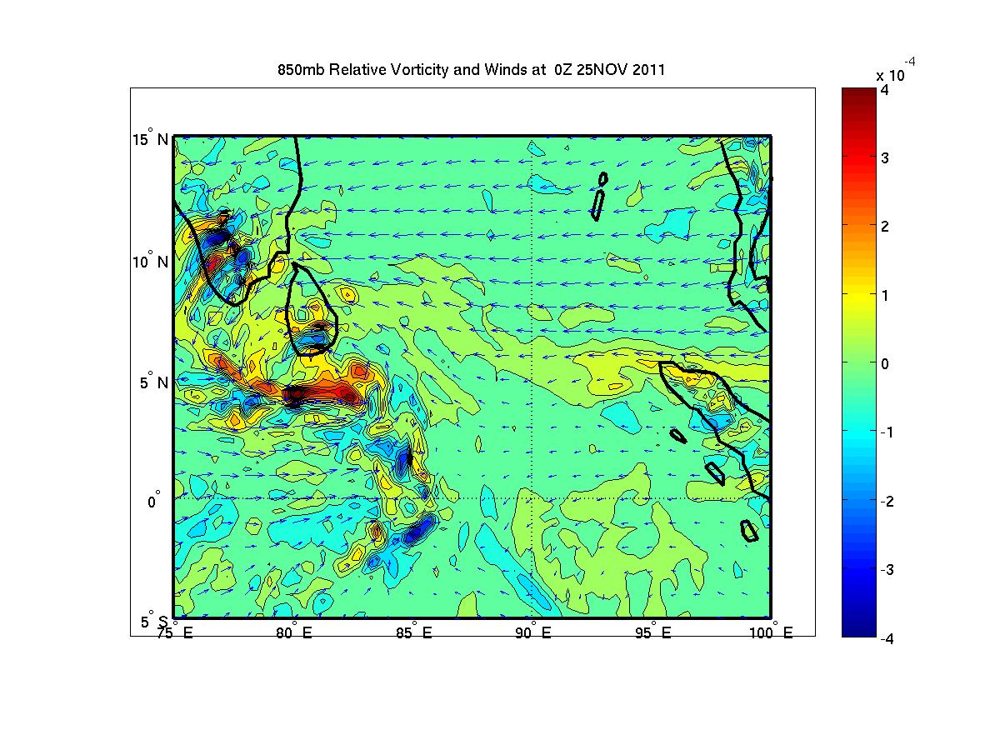 850mb Relative Vorticity and Winds at 0Z 25NOV 2011
x 10-4
15° N
10° N
5° N
0°
5° S
75° E
80° E
85° E
90° E
95° E
100° E
4
3
2
1
0
-1
-2
-3
-4